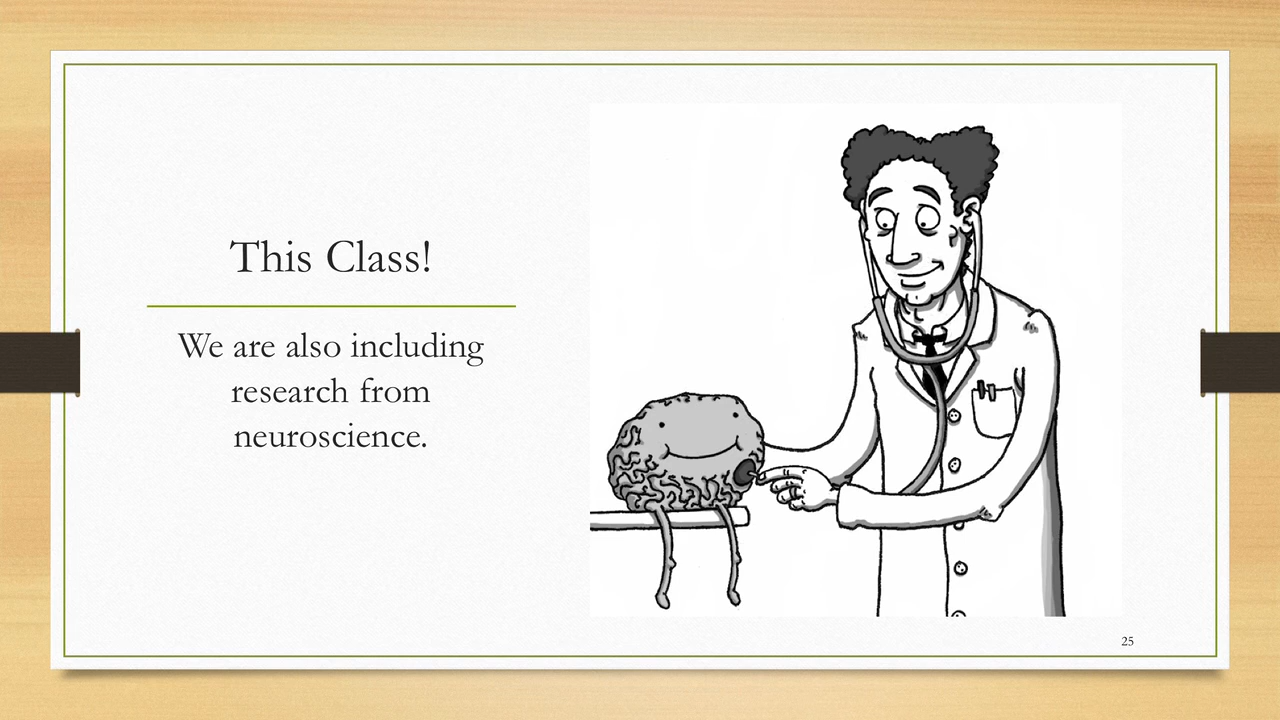 This Class!
We are also including
research from
neuroscience.
25